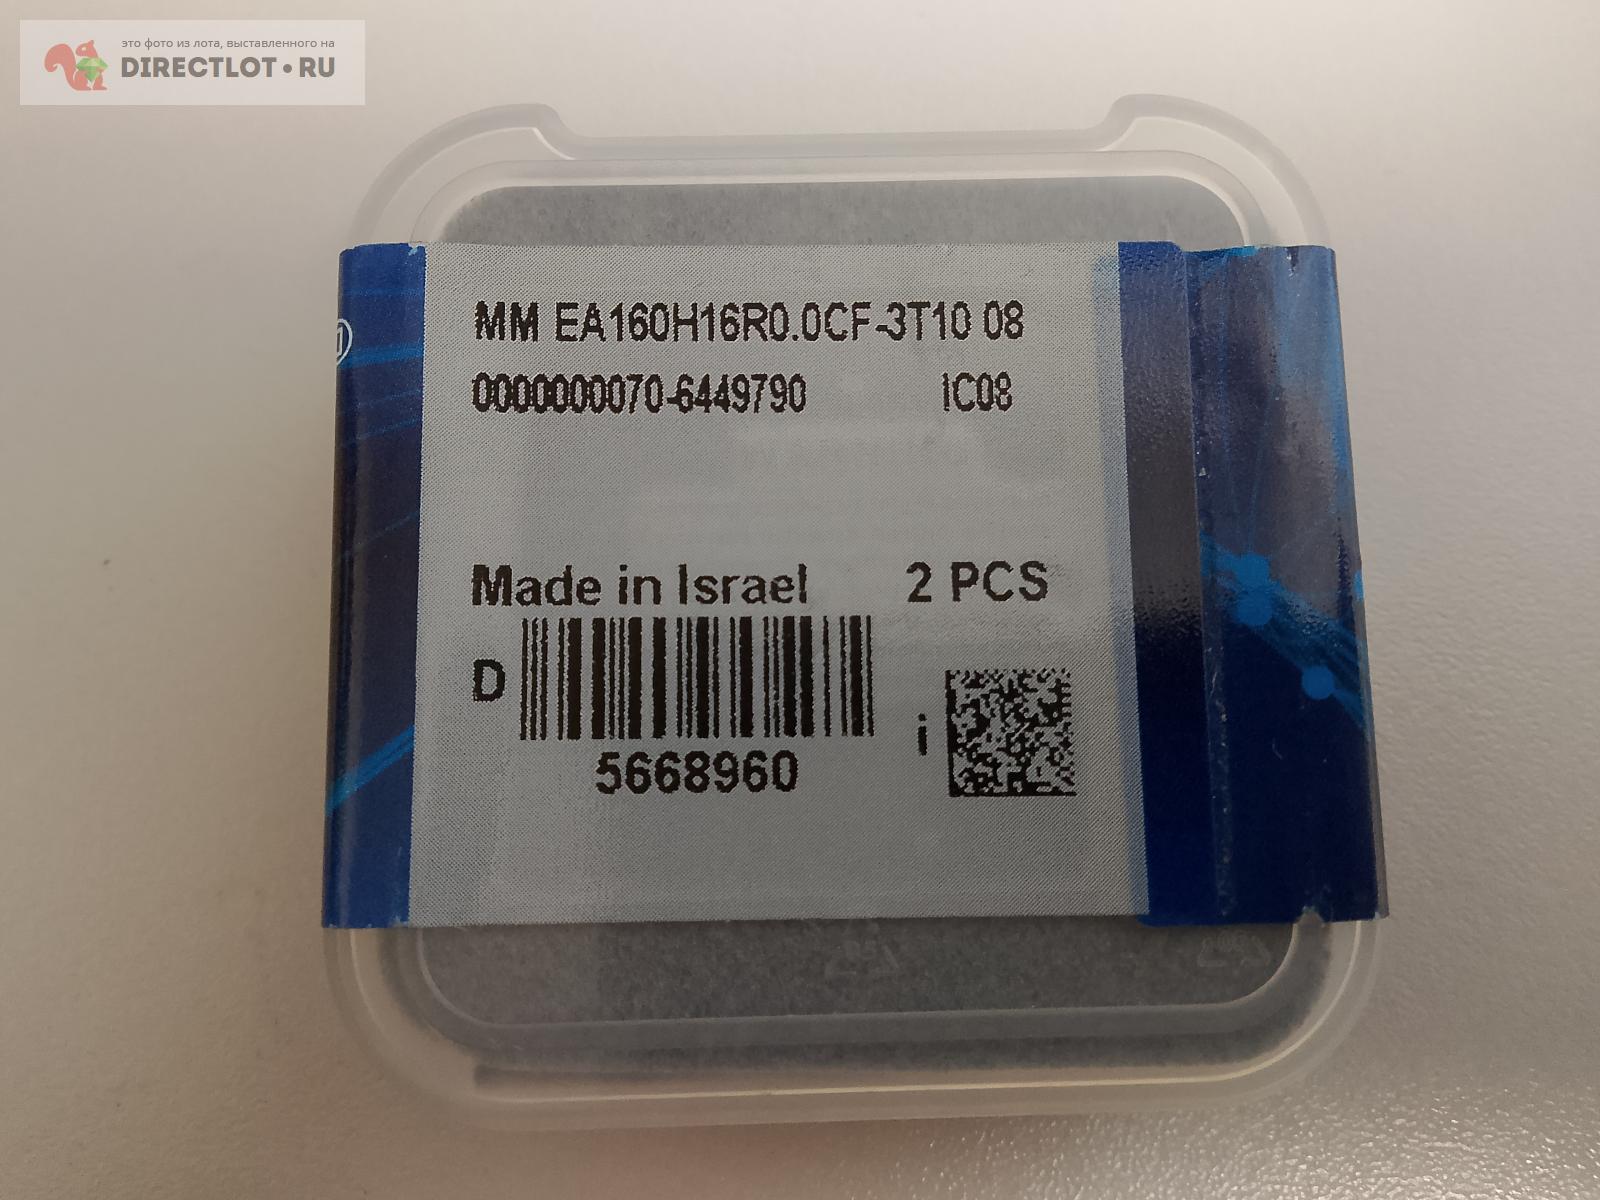 это фото из лота, выставленного на
DIRECTLOT•RU
MM EA160H16R0.0CF-3T10 08
0000000070-6449790 IC08
Made in Israel 2 PCS
D
i
5668960